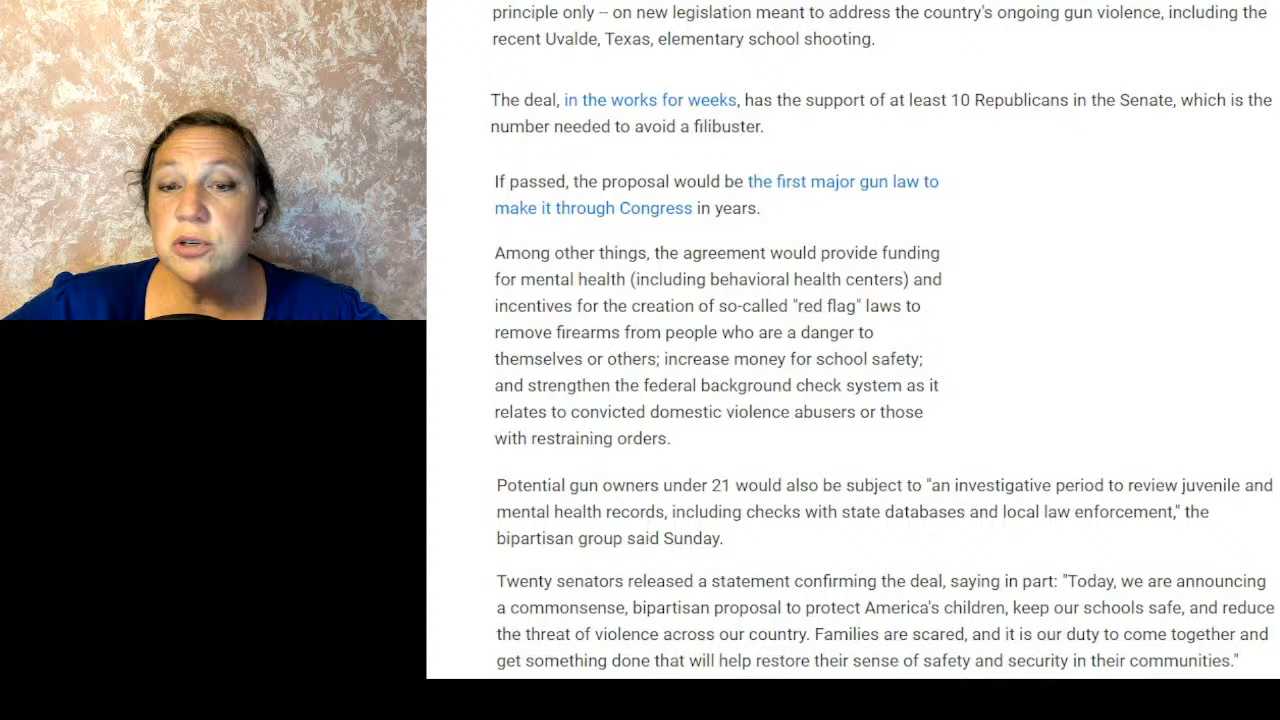 principle only – on new legislation meant to address the country's ongoing gun violence, including the
recent Uvalde, Texas, elementary school shooting.
The deal, in the works for weeks, has the support of at least 10 Republicans in the Senate, which is the
number needed to avoid a filibuster.
If passed, the proposal would be the first major gun law to
make it through Congress in years.
Among other things, the agreement would provide funding
for mental health (including behavioral health centers) and
incentives for the creation of so-called "red flag" laws to
remove firearms from people who are a danger to
themselves or others; increase money for school safety;
and strengthen the federal background check system as it
relates to convicted domestic violence abusers or those
with restraining orders.
Potential gun owners under 21 would also be subject to "an investigative period to review juvenile and
mental health records, including checks with state databases and local law enforcement," the
bipartisan group said Sunday.
Twenty senators released a statement confirming the deal, saying in part: "Today, we are announcing
a commonsense, bipartisan proposal to protect America's children, keep our schools safe, and reduce
the threat of violence across our country. Families are scared, and it is our duty to come together and
get something done that will help restore their sense of safety and security in their communities."